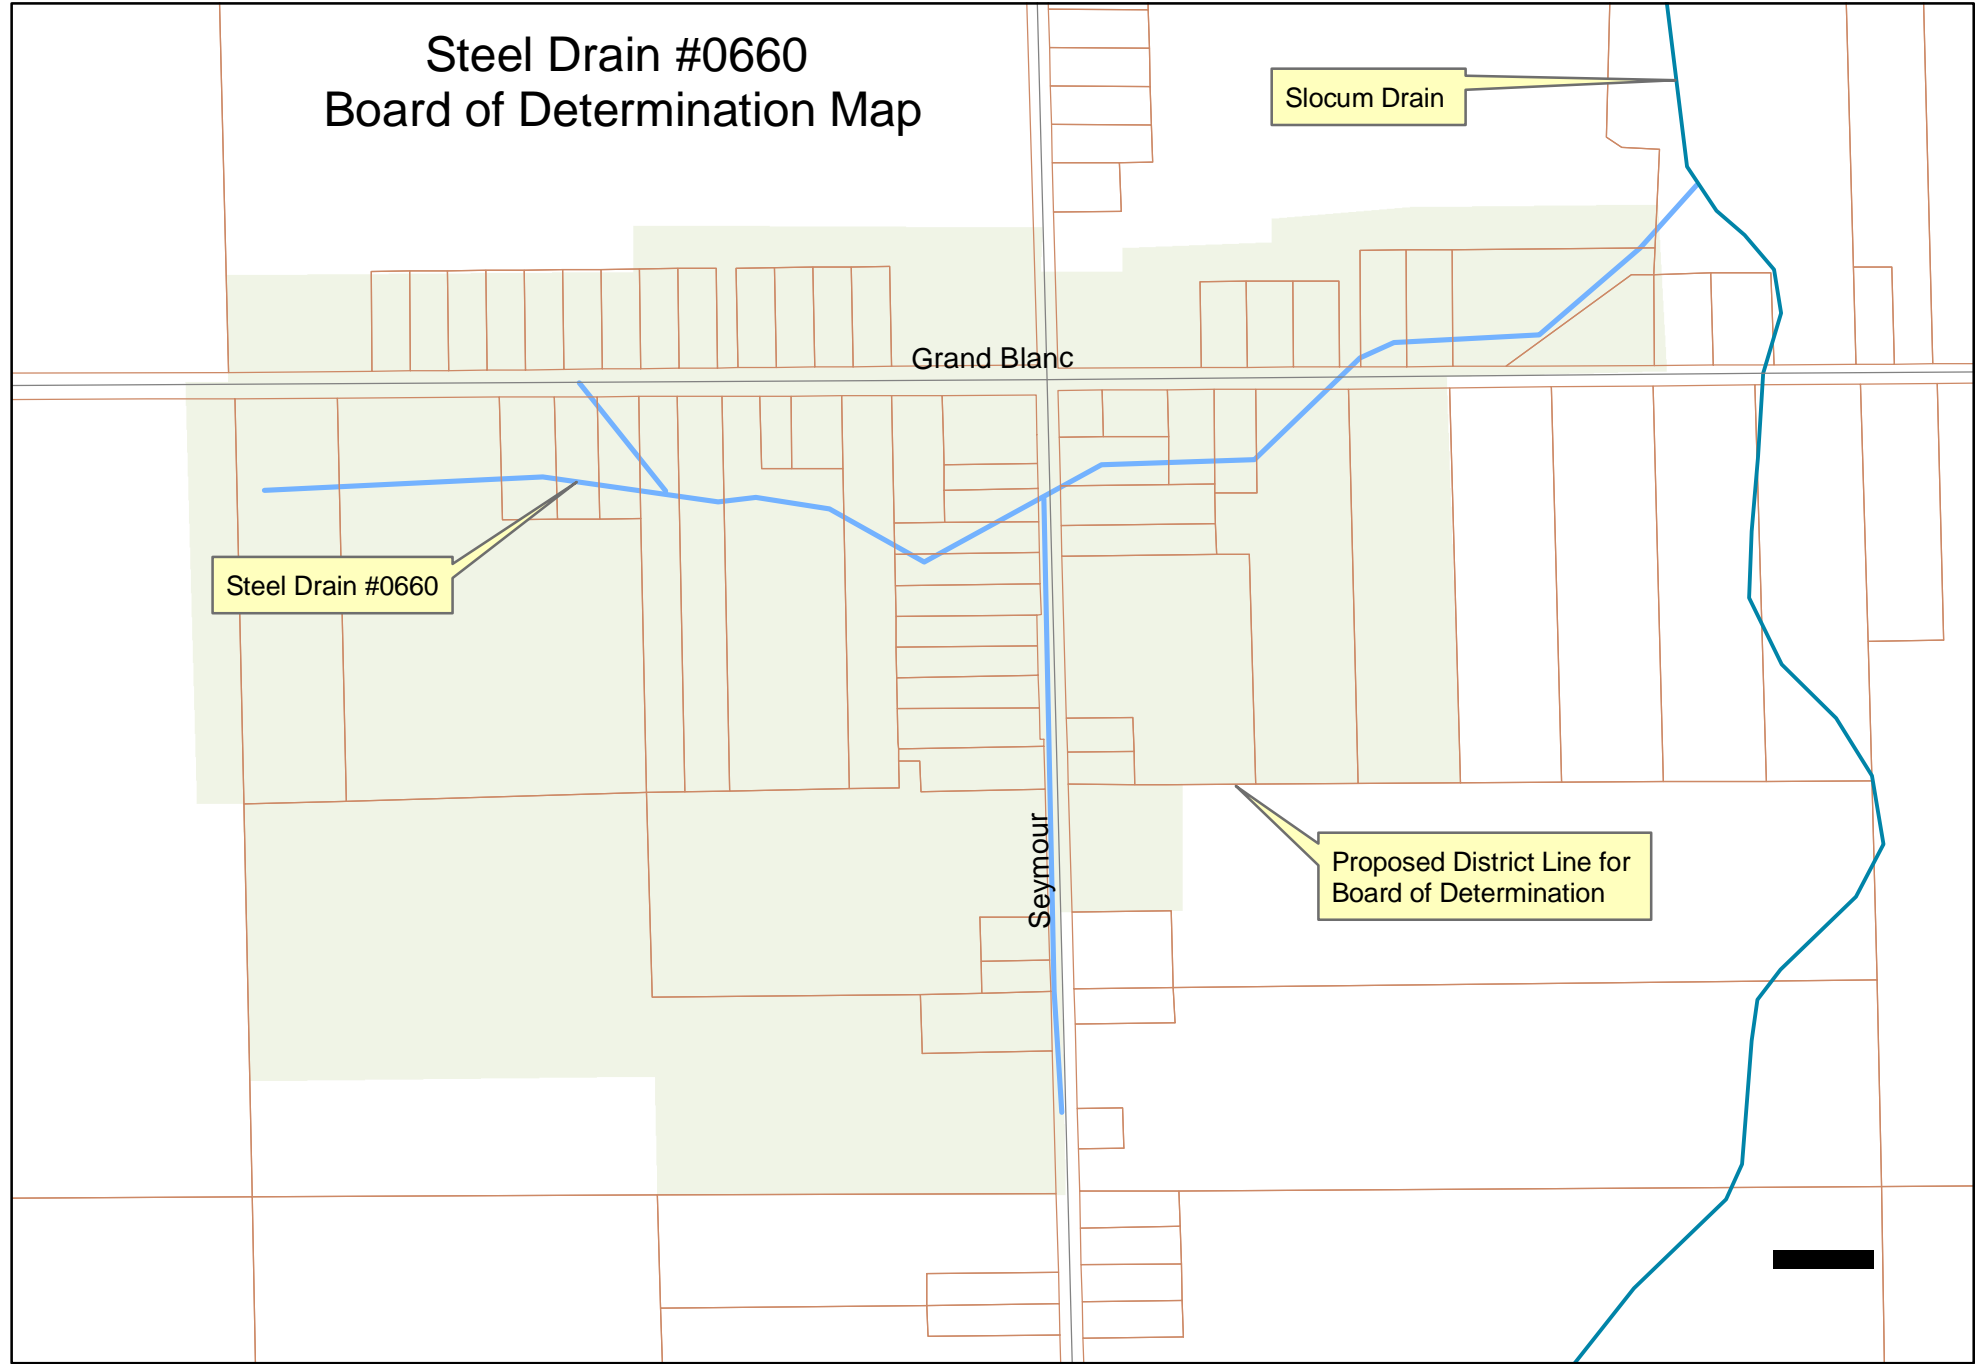 Steel Drain #0660
Board of Determination Map
Slocum Drain
Grand Blanc
Steel Drain #0660
Seymour
Proposed District Line for
Board of Determination